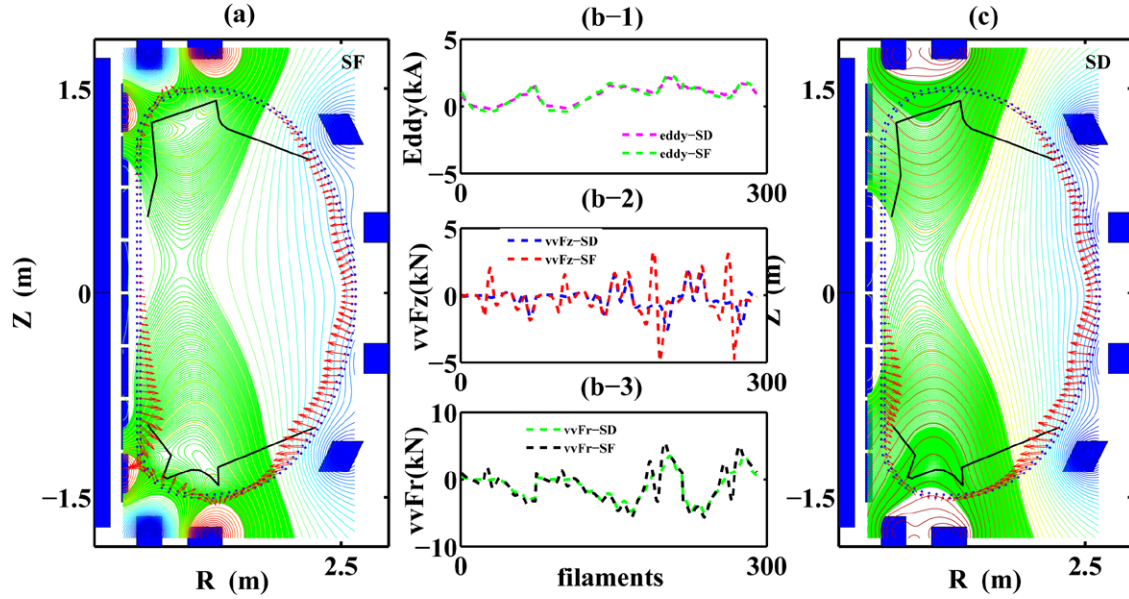 (a)
SF
1.5
0
−1.5
Z (m)
2.5
R (m)
(b−1)
5
−5
Eddy(kA)
eddy−SD
eddy−SF
0
300
(b−2)
5
0
−5
vvFz(kN)
vvFz−SD
vvFz−SF
0
300
(b−3)
10
0
−10
vvFr(kN)
vvFr−SD
vvFr−SF
0
300
filaments
(c)
SD
1.5
0
−1.5
Z (m)
2.5
R (m)